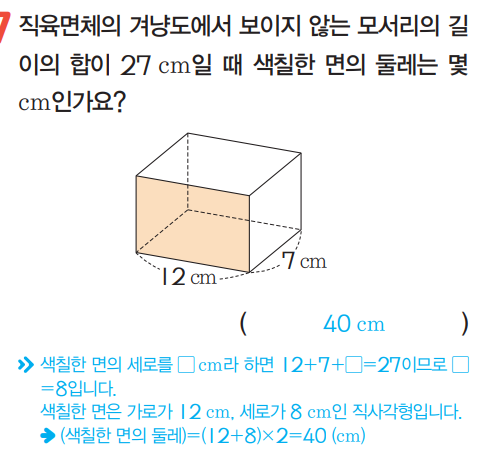 7
직육면체의 겨냥도에서 보이지 않는 모서리의 길
이의 합이 27 cm일 때 색칠한 면의 둘레는 몇
cm인가요?
12 cm
7 cm
( 40 cm )
색칠한 면의 세로를 □ cm라 하면 12+7+□=27이므로 □
=8입니다.
색칠한 면은 가로가 12 cm, 세로가 8 cm인 직사각형입니다.
➔ (색칠한 면의 둘레)=(12+8)×2=40 (cm)